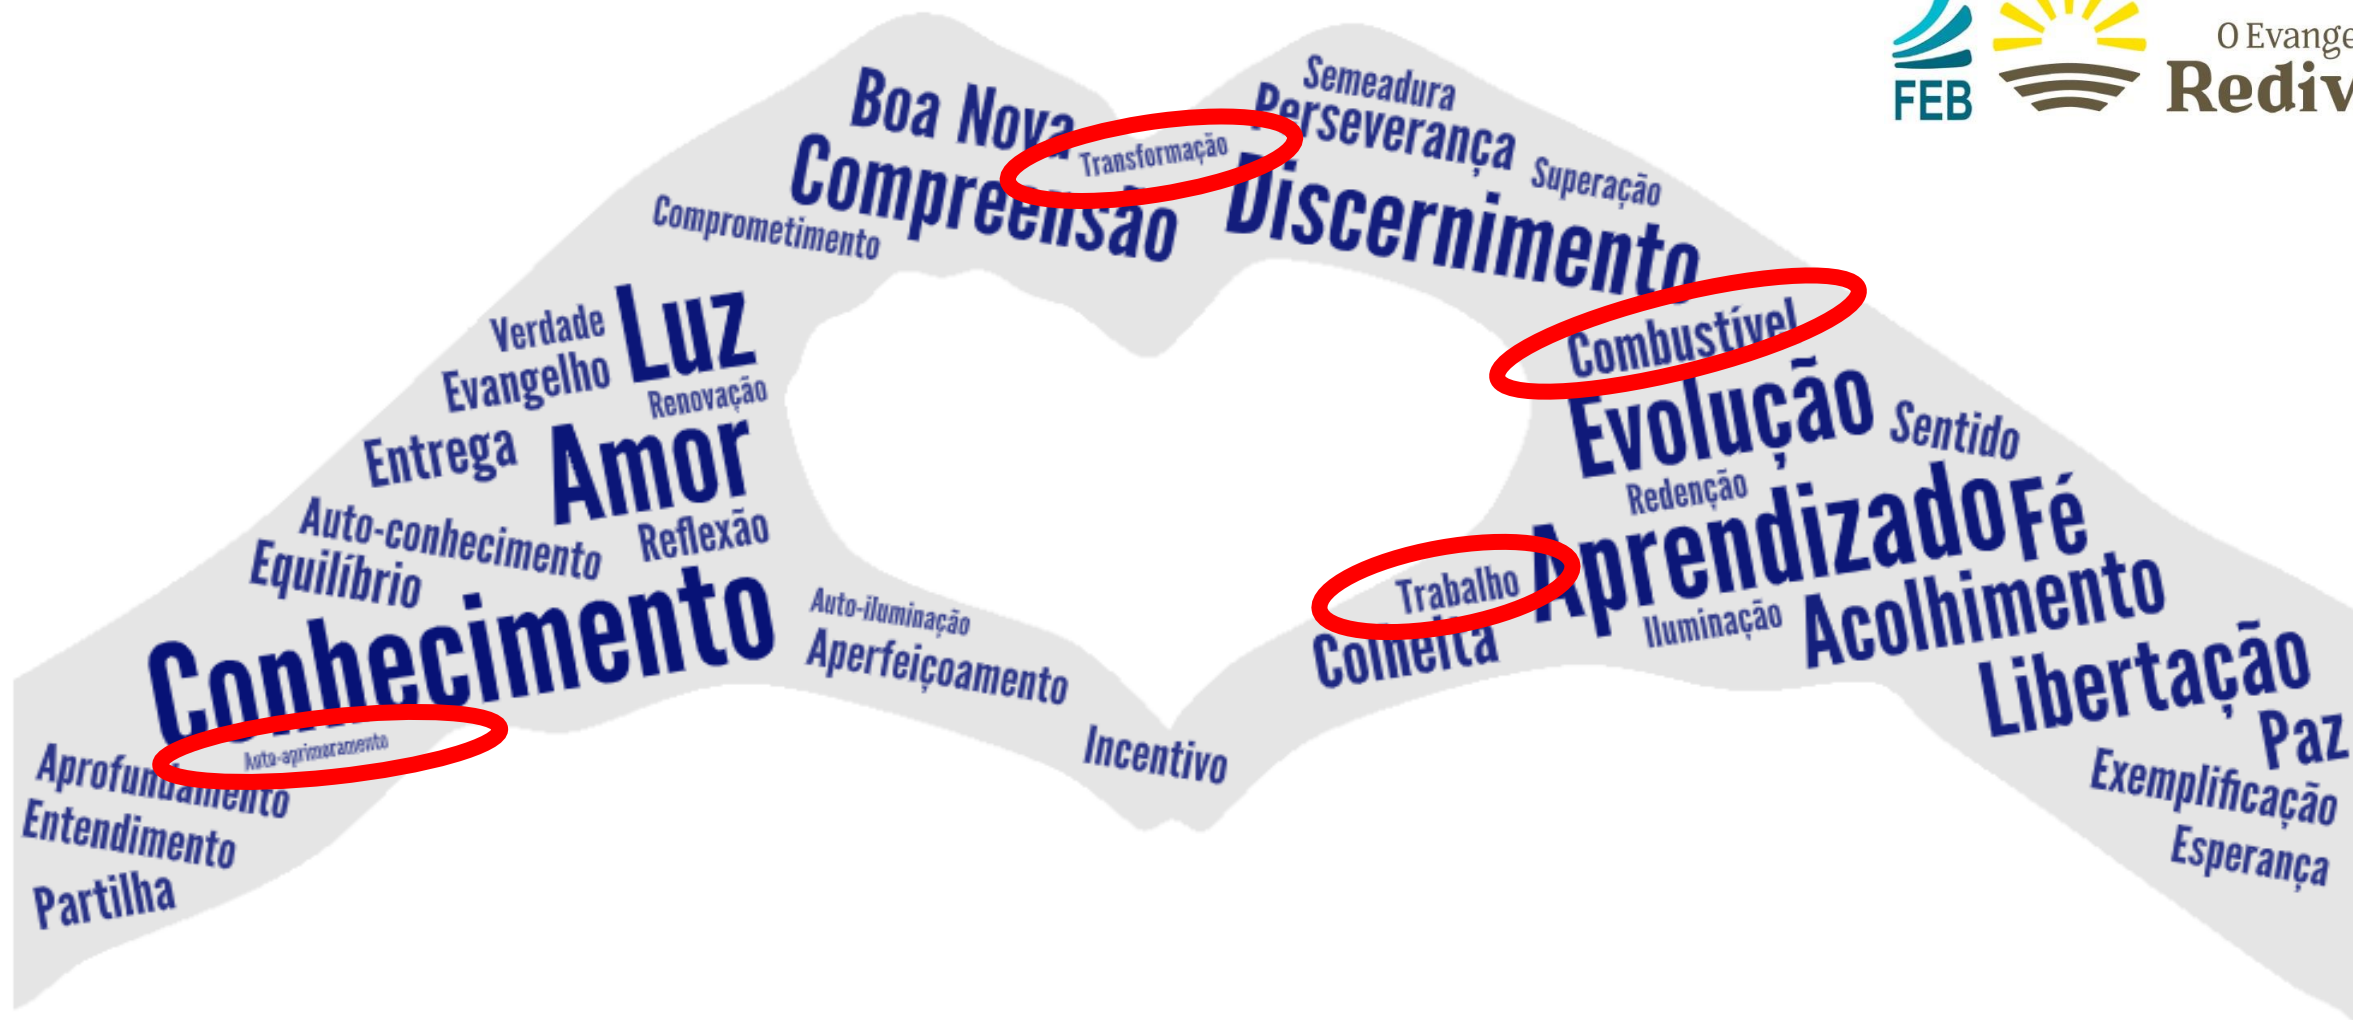 FEB
O Evange
Rediv
Semeadura
Boa Nova
Perseverança
Transformação
Superação
Compreensão
Discernimento
Comprometimento
Luz
Verdade
Combustível
Evangelho
Renovação
Evolução
Sentido
Entrega
Amor
Redenção
Aprendizado
Fé
Auto-conhecimento
Reflexão
Equilíbrio
Trabalho
Acolhimento
Conhecimento
Auto-iluminação
Iluminação
Colheita
Aperfeiçoamento
Libertação
Paz
Auto-aprimoramento
Incentivo
Aprofundamento
Exemplificação
Entendimento
Esperança
Partilha